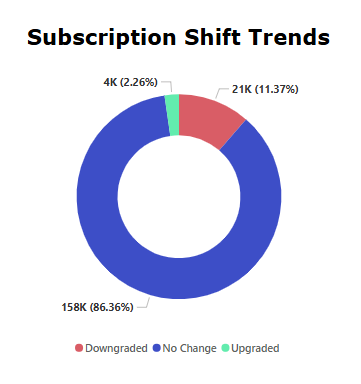 Subscription Shift Trends
4K (2.26%)
21K (11.37%)
158K (86.36%)
Downgraded No Change Upgraded